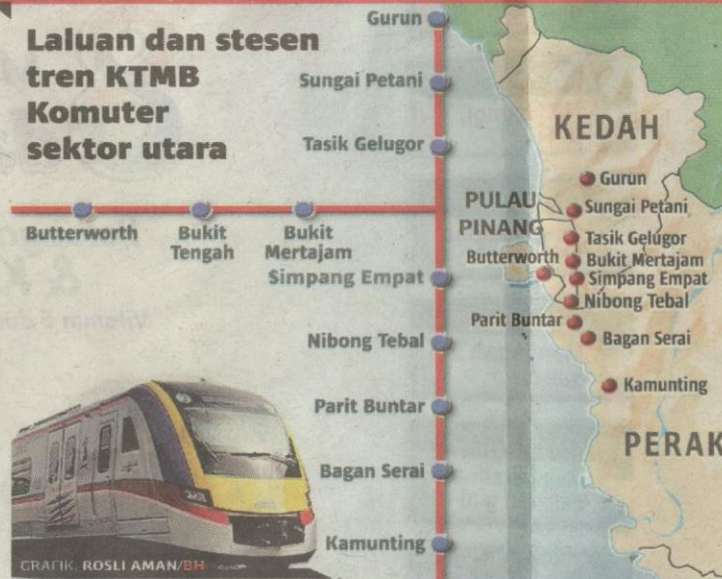 Laluan dan stesen
tren KTMB
Komuter
sektor utara
Gurun
Sungai Petani
Tasik Gelugor
Butterworth
Bukit
Tengah
Bukit
Mertajam
Simpang Empat
Nibong Tebal
Parit Buntar
Bagan Serai
Kamunting
GRAFIK: ROSLI AMAN/BH
KEDAH
Gurun
PULAU
PINANG
Sungai Petani
Tasik Gelugor
Butterworth
Bukit Mertajam
Simpang Empat
Nibong Tebal
Parit Buntar
Bagan Serai
Kamunting
PERAK